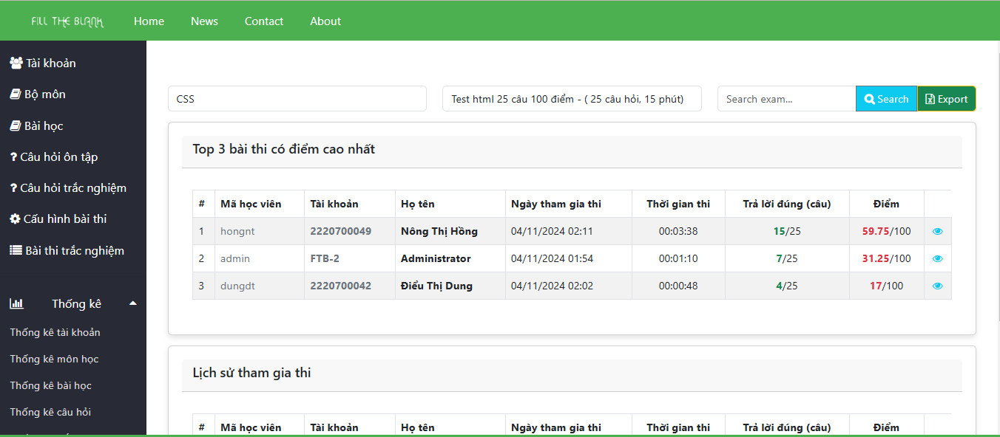 FILL THE BLANK Home News Contact About
Tài khoản
Bộ môn
Bài học
? Câu hỏi ôn tập
? Câu hỏi trắc nghiệm
Cấu hình bài thi
Bài thi trắc nghiệm
Thống kê
Thống kê tài khoản
Thống kê môn học
Thống kê bài học
Thống kê câu hỏi
CSS
Test html 25 câu 100 điểm - ( 25 câu hỏi, 15 phút)
Search exam... Search Export
Top 3 bài thi có điểm cao nhất
# Mã học viên Tài khoản Họ tên Ngày tham gia thi Thời gian thi Trả lời đúng (câu) Điểm
1 hongnt 2220700049 Nông Thị Hồng 04/11/2024 02:11 00:03:38 15/25 59.75/100
2 admin FTB-2 Administrator 04/11/2024 01:54 00:01:10 7/25 31.25/100
3 dungdt 2220700042 Điểu Thị Dung 04/11/2024 02:02 00:00:48 4/25 17/100
Lịch sử tham gia thi
# Mã học viên Tài khoản Họ tên Ngày tham gia thi Thời gian thi Trả lời đúng (câu) Điểm